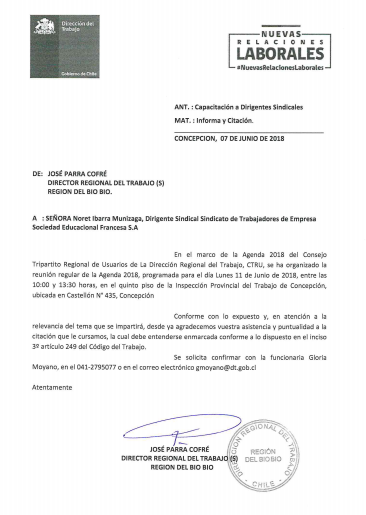 Dirección del
Trabajo
Gobierno de Chile
NUEVAS
RELACIONES
LABORALES
#NuevasRelacionesLaborales
ANT. : Capacitación a Dirigentes Sindicales
MAT. : Informa y Citación.
CONCEPCION, 07 DE JUNIO DE 2018
DE: JOSÉ PARRA COFRÉ
DIRECTOR REGIONAL DEL TRABAJO (S)
REGION DEL BIO BIO.
A : SEÑORA Noret Ibarra Munizaga, Dirigente Sindical Sindicato de Trabajadores de Empresa
Sociedad Educacional Francesa S.A
En el marco de la Agenda 2018 del Consejo
Tripartito Regional de Usuarios de La Dirección Regional del Trabajo, CTRU, se ha organizado la
reunión regular de la Agenda 2018, programada para el día Lunes 11 de Junio de 2018, entre las
10:00 y 13:30 horas, en el quinto piso de la Inspección Provincial del Trabajo de Concepción,
ubicada en Castellón N° 435, Concepción
Conforme con lo expuesto y, en atención a la
relevancia del tema que se impartirá, desde ya agradecemos vuestra asistencia y puntualidad a la
citación que le cursamos, la cual debe entenderse enmarcada conforme a lo dispuesto en el inciso
3º artículo 249 del Código del Trabajo.
Se solicita confirmar con la funcionaria Gloria
Moyano, en el 041-2795077 o en el correo electrónico gmoyano@dt.gob.cl
Atentamente
JOSÉ PARRA COFRÉ
DIRECTOR REGIONAL DEL TRABAJO (S)
REGION DEL BIO BIO
DIRECCION REGIONAL DEL TRABAJO
REGIÓN
DEL BIO BIO
- CHILE -